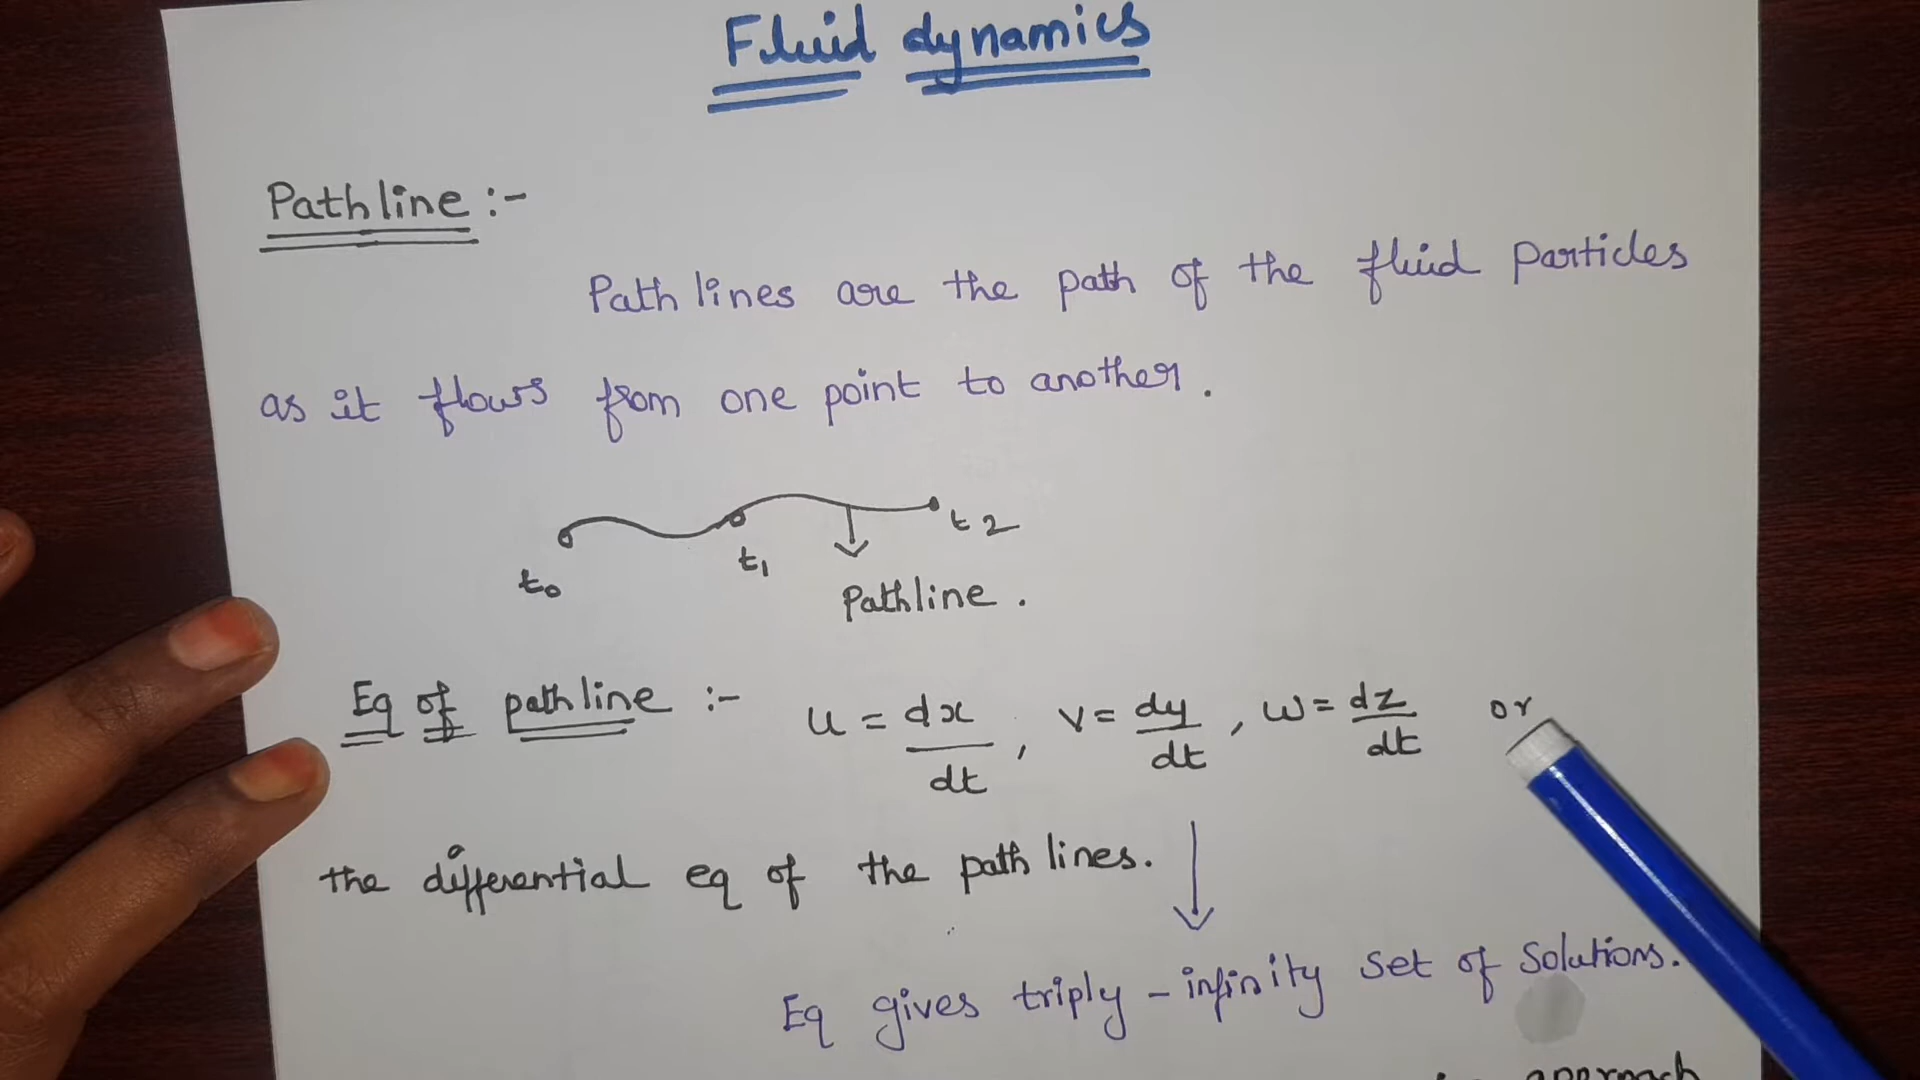 Fluid dynamics
Pathline :-
Path lines are the path of the fluid particles
as it flows from one point to another.
t0 t1 t2
Pathline.
Eq of pathline :- u = dx/dt, v = dy/dt, w = dz/dt or
the differential eq of the path lines.
Eq gives triply - infinity set of solutions.
approach